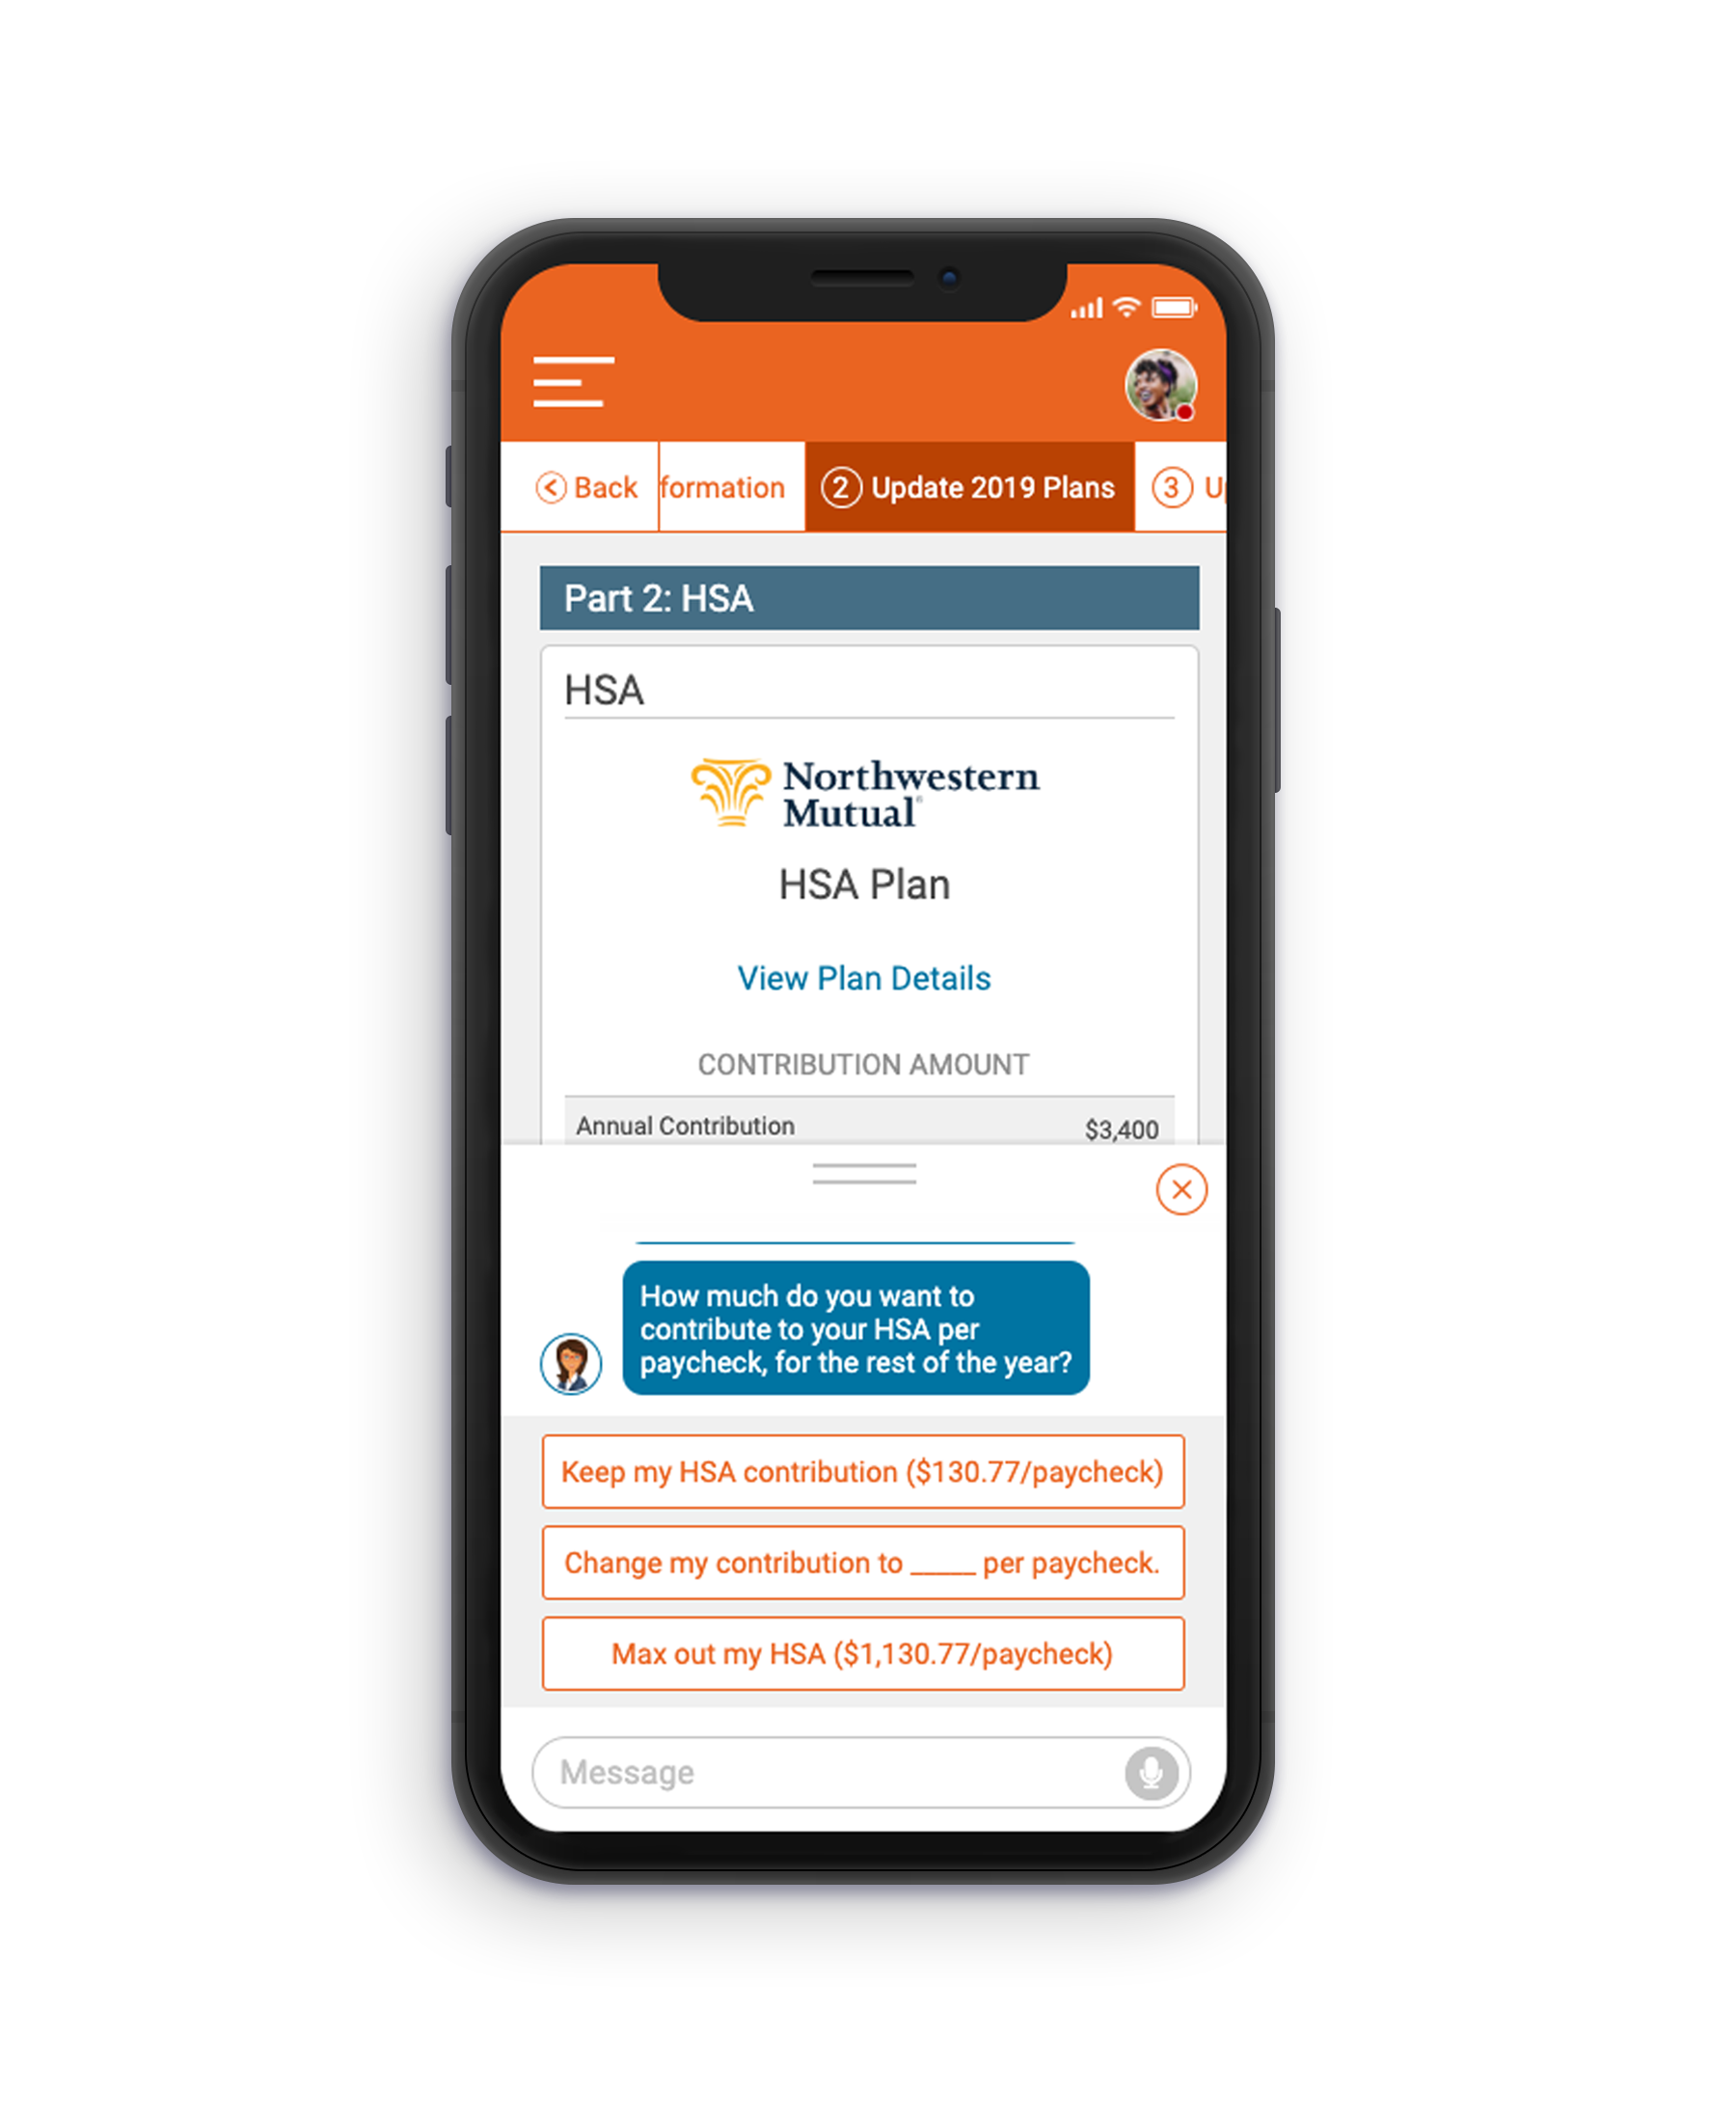 Back
formation
2 Update 2019 Plans
3
Part 2: HSA
HSA
Northwestern
Mutual®
HSA Plan
View Plan Details
CONTRIBUTION AMOUNT
Annual Contribution $3,400
How much do you want to
contribute to your HSA per
paycheck, for the rest of the year?
Keep my HSA contribution ($130.77/paycheck)
Change my contribution to _____ per paycheck.
Max out my HSA ($1,130.77/paycheck)
Message